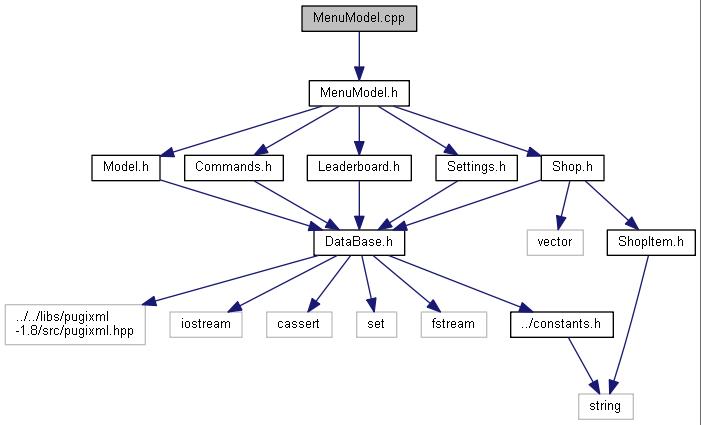 MenuModel.cpp
MenuModel.h
Model.h
Commands.h
Leaderboard.h
Settings.h
Shop.h
DataBase.h
vector
ShopItem.h
../../libs/pugixml
-1.8/src/pugixml.hpp
iostream
cassert
set
fstream
../constants.h
string